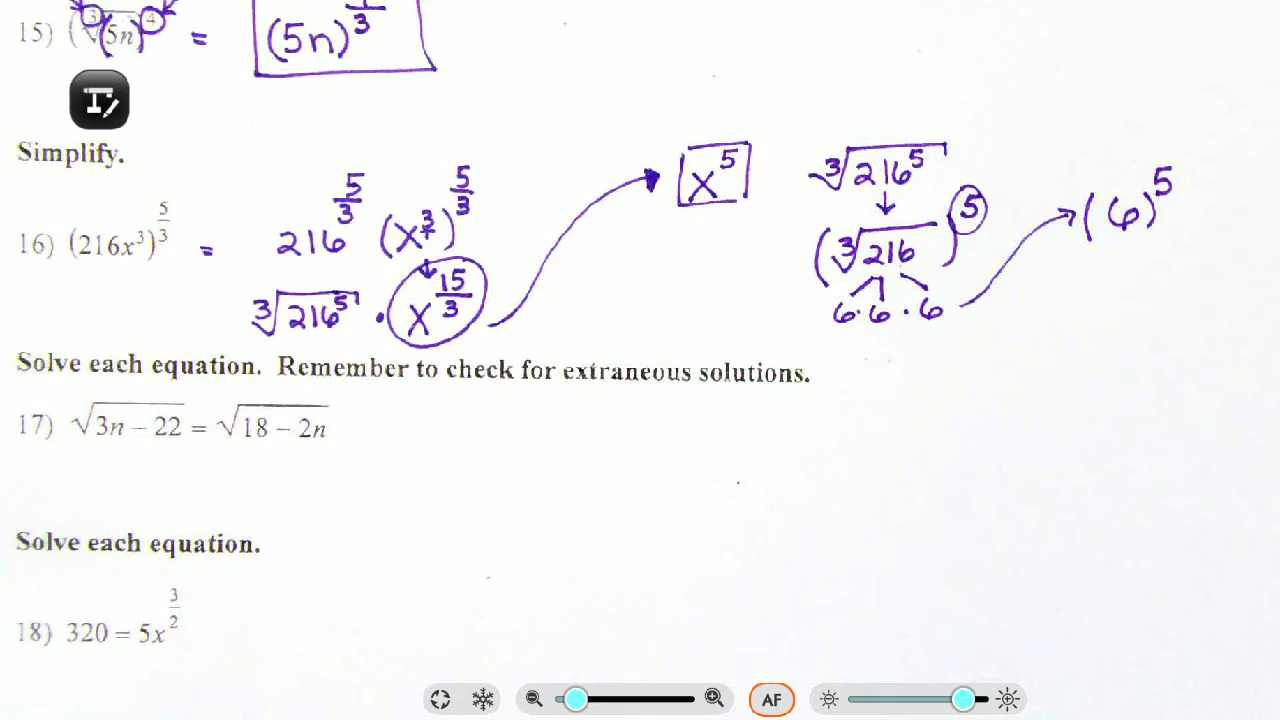 15) (∛5n)^4 = (5n)
Simplify.
16) (216x^3)^(5/3) = 216^(5/3) (x^3)^(5/3)
∛216^5 · x^(15/3)
x^5
∛216^5
(∛216)^5
6·6·6
(6)^5
Solve each equation. Remember to check for extraneous solutions.
17) √3n − 22 = √18 − 2n
Solve each equation.
18) 320 = 5x^(3/2)
AF